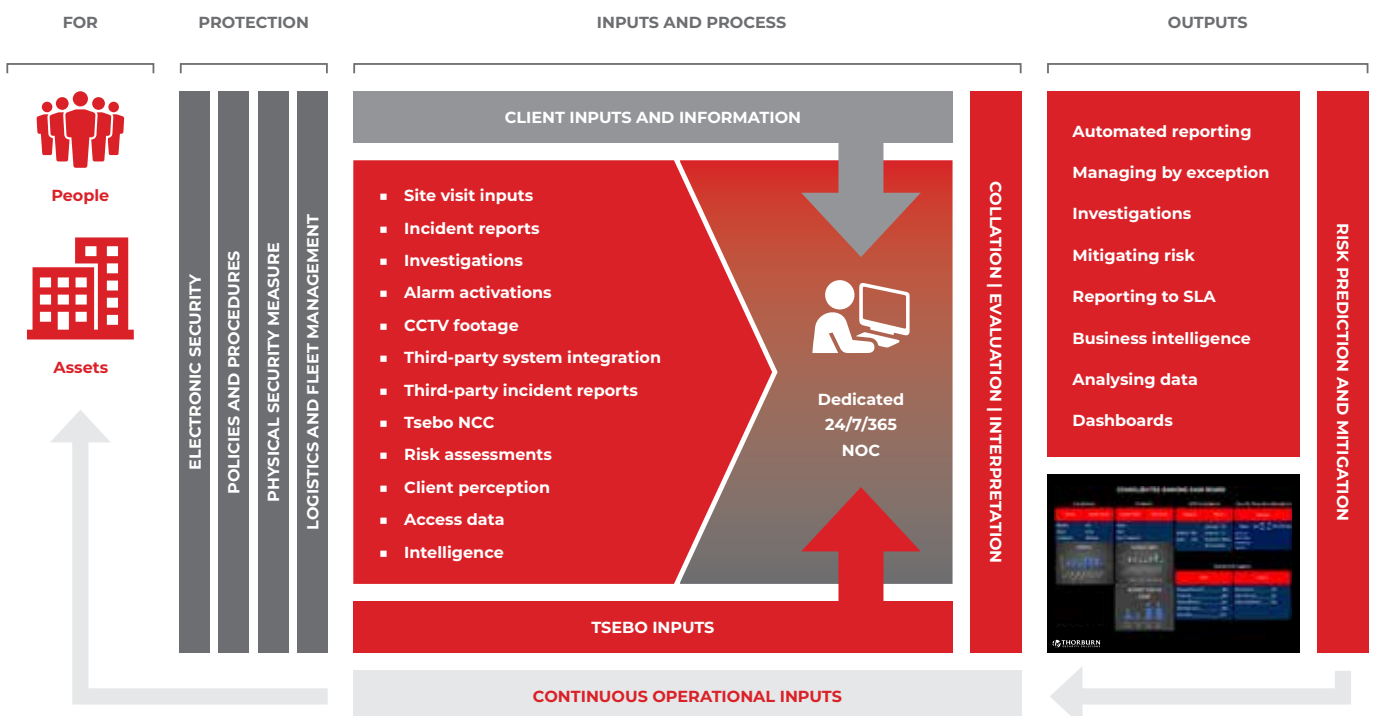 FOR
PROTECTION
INPUTS AND PROCESS
OUTPUTS
People
Assets
ELECTRONIC SECURITY
POLICIES AND PROCEDURES
PHYSICAL SECURITY MEASURE
LOGISTICS AND FLEET MANAGEMENT
CLIENT INPUTS AND INFORMATION
Site visit inputs
Incident reports
Investigations
Alarm activations
CCTV footage
Third-party system integration
Third-party incident reports
Tsebo NCC
Risk assessments
Client perception
Access data
Intelligence
Dedicated
24/7/365
NOC
TSEBO INPUTS
COLLATION | EVALUATION | INTERPRETATION
Automated reporting
Managing by exception
Investigations
Mitigating risk
Reporting to SLA
Business intelligence
Analysing data
Dashboards
THORBURN
RISK PREDICTION AND MITIGATION
CONTINUOUS OPERATIONAL INPUTS